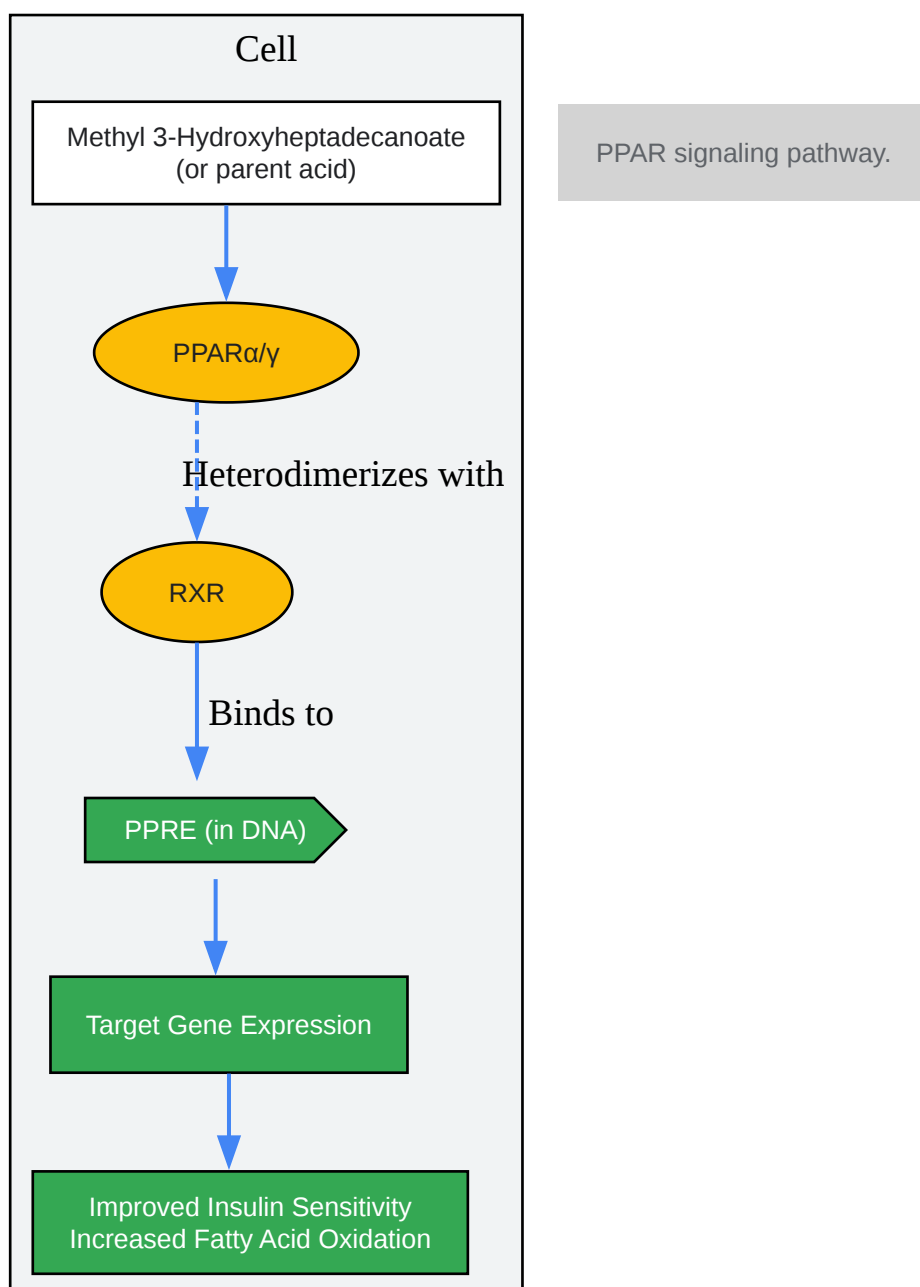 Cell
Methyl 3-Hydroxyheptadecanoate
(or parent acid)
PPAR signaling pathway.
PPARα/γ
Heterodimerizes with
RXR
Binds to
PPRE (in DNA)
Target Gene Expression
Improved Insulin Sensitivity
Increased Fatty Acid Oxidation